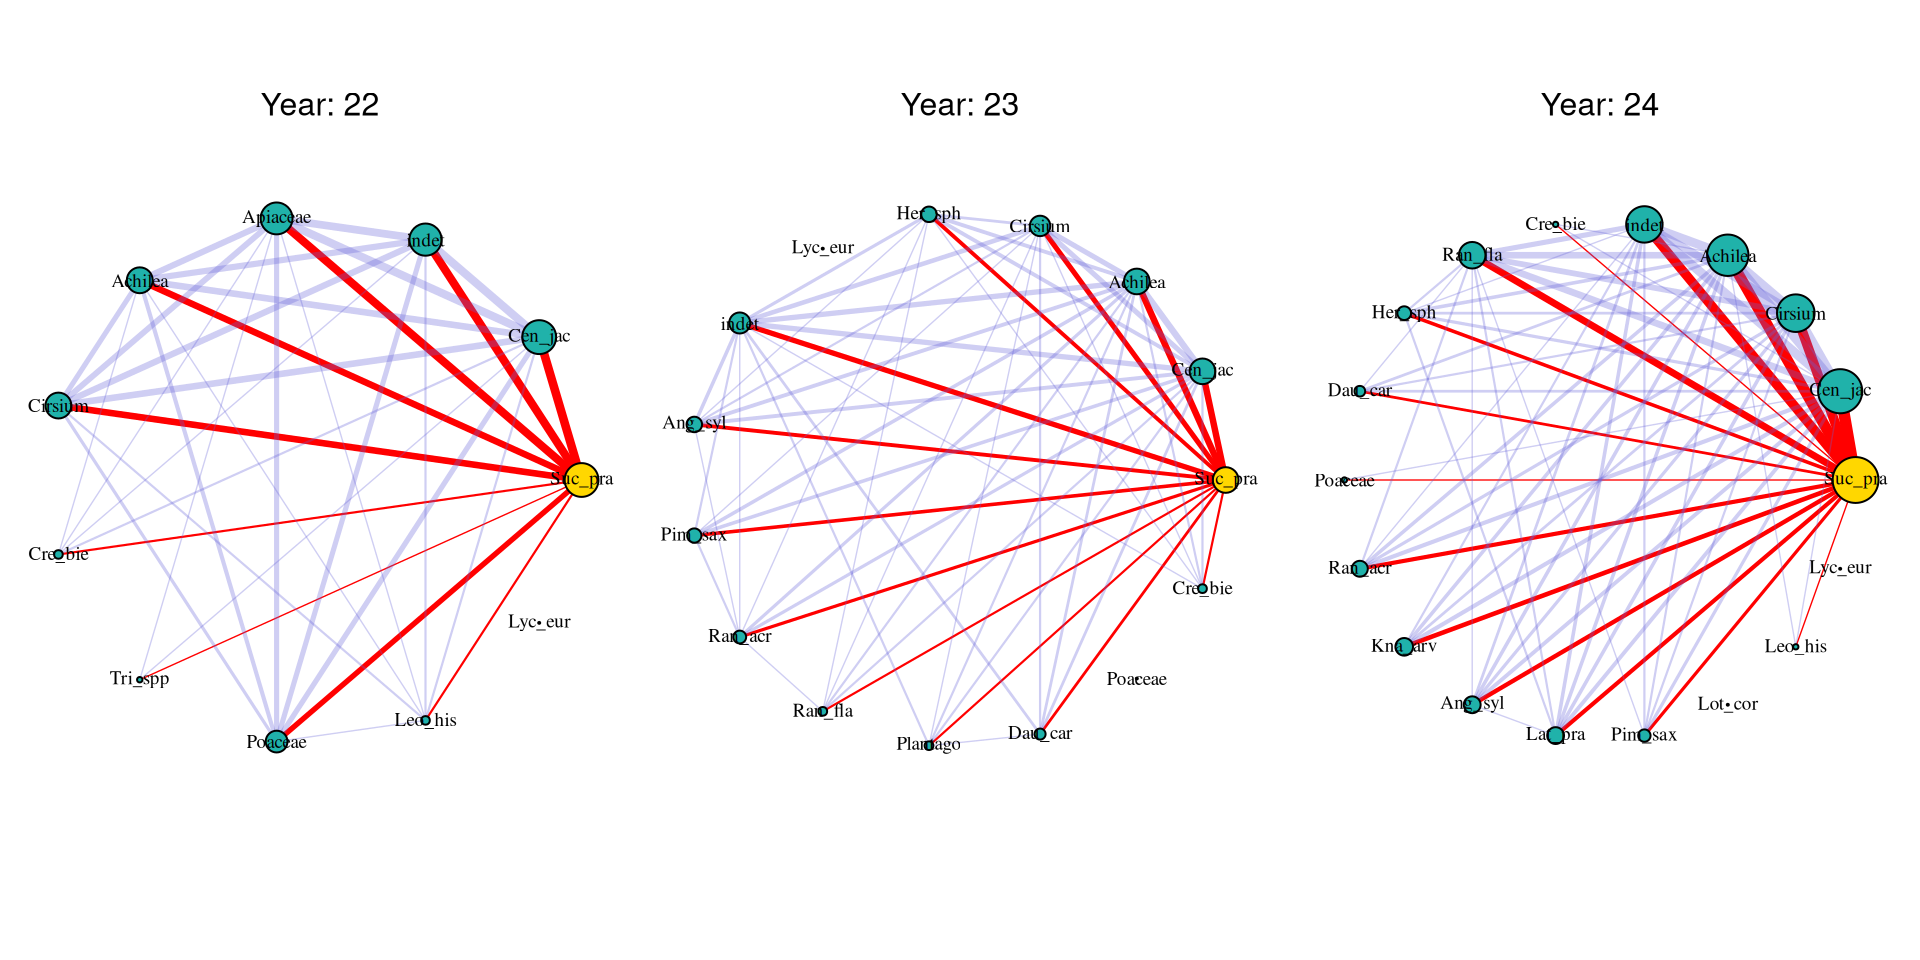 Year: 22
Apiaceae
indet
Achilea
Cen_jac
Cirsium
Suc_pra
Cre_bie
Lyc_eur
Tri_spp
Leo_his
Poaceae
Year: 23
Her_sph
Cirsium
Lyc_eur
Achilea
indet
Cen_jac
Ang_syl
Suc_pra
Pim_sax
Cre_bie
Ran_acr
Poaceae
Ran_fla
Dau_car
Plantago
Year: 24
Cre_bie
indet
Ran_fla
Achilea
Her_sph
Cirsium
Dau_car
Cen_jac
Poaceae
Suc_pra
Ran_acr
Lyc_eur
Kna_arv
Leo_his
Ang_syl
Lot_cor
Lat_pra
Pim_sax